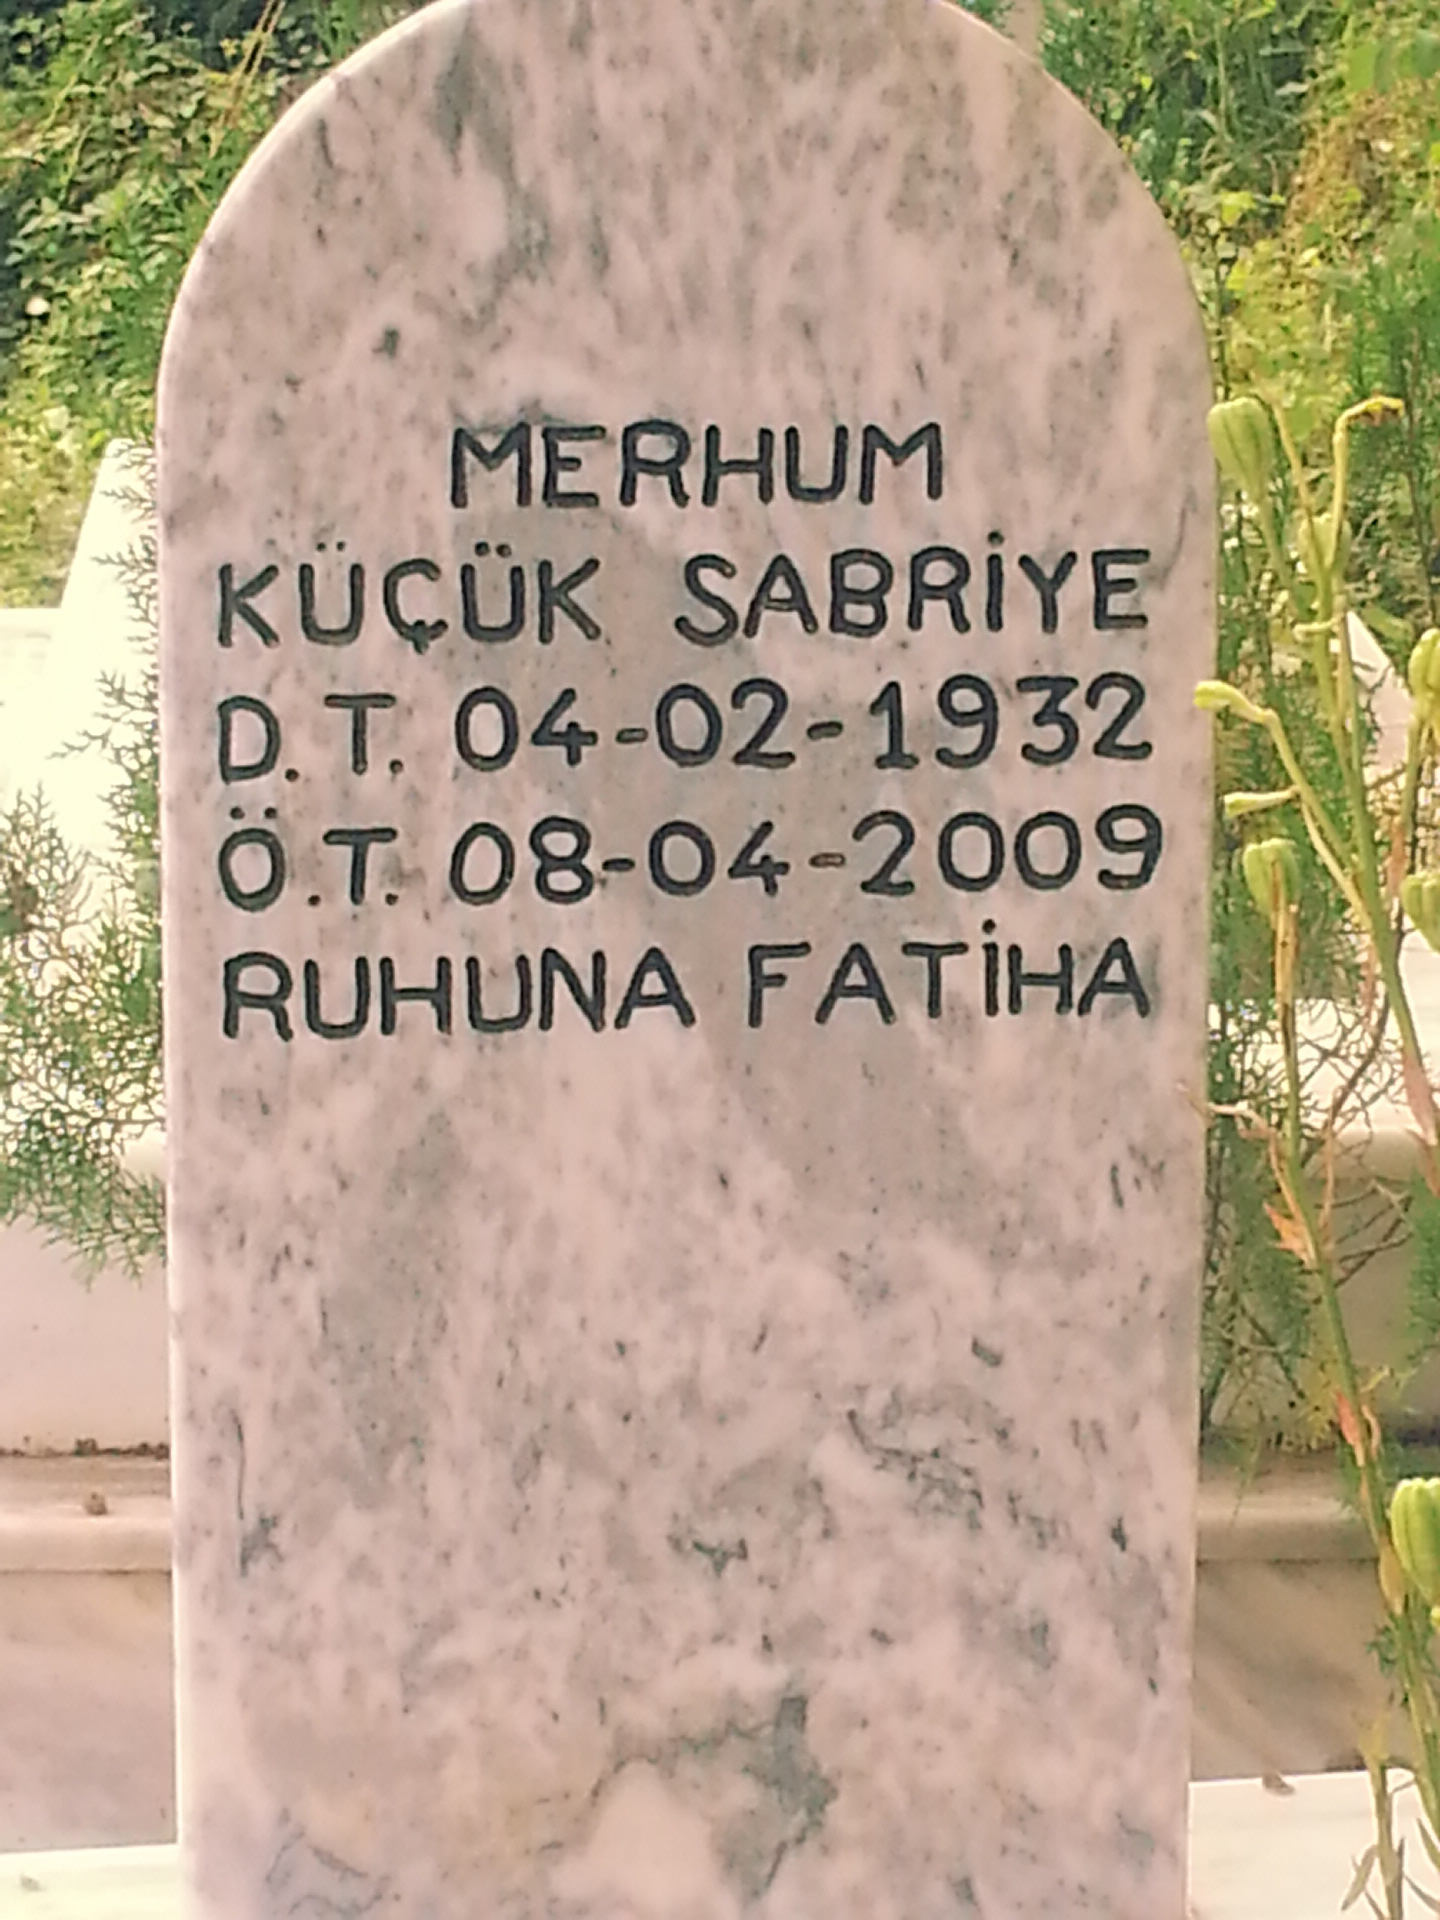 MERHUM
KÜÇÜK SABRİYE
D.T. 04-02-1932
Ö.T. 08-04-2009
RUHUNA FATİHA